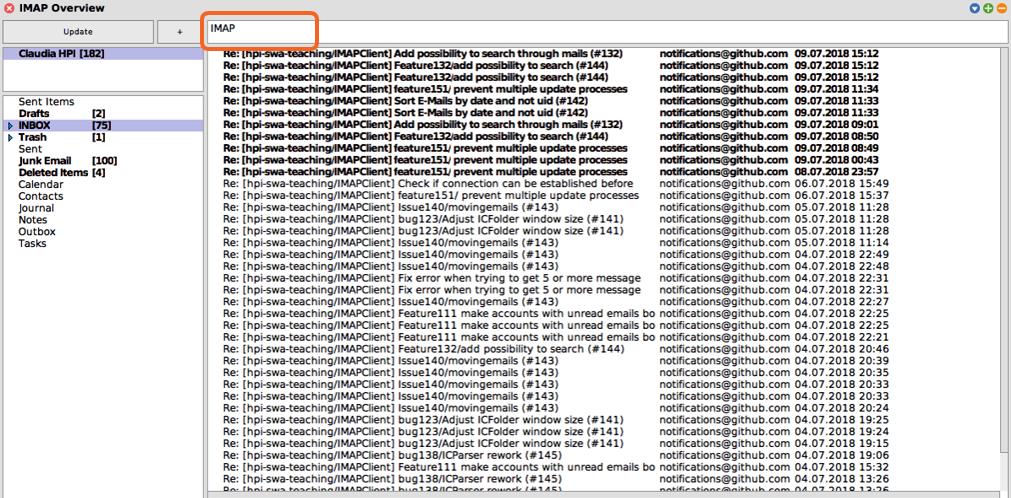 IMAP Overview
Update
+
IMAP
Claudia HPI [182]
Sent Items
Drafts [2]
INBOX [75]
Trash [1]
Sent
Junk Email [100]
Deleted Items [4]
Calendar
Contacts
Journal
Notes
Outbox
Tasks
Re: [hpi-swa-teaching/IMAPClient] Add possibility to search through mails (#132) notifications@github.com 09.07.2018 15:12
Re: [hpi-swa-teaching/IMAPClient] Feature132/add possibility to search (#144) notifications@github.com 09.07.2018 15:12
Re: [hpi-swa-teaching/IMAPClient] Feature132/add possibility to search (#144) notifications@github.com 09.07.2018 15:12
Re: [hpi-swa-teaching/IMAPClient] feature151/ prevent multiple update processes notifications@github.com 09.07.2018 11:34
Re: [hpi-swa-teaching/IMAPClient] Sort E-Mails by date and not uid (#142) notifications@github.com 09.07.2018 11:33
Re: [hpi-swa-teaching/IMAPClient] Sort E-Mails by date and not uid (#142) notifications@github.com 09.07.2018 11:33
Re: [hpi-swa-teaching/IMAPClient] Add possibility to search through mails (#132) notifications@github.com 09.07.2018 09:01
Re: [hpi-swa-teaching/IMAPClient] Feature132/add possibility to search (#144) notifications@github.com 09.07.2018 08:50
Re: [hpi-swa-teaching/IMAPClient] feature151/ prevent multiple update processes notifications@github.com 09.07.2018 08:49
Re: [hpi-swa-teaching/IMAPClient] feature151/ prevent multiple update processes notifications@github.com 09.07.2018 00:43
Re: [hpi-swa-teaching/IMAPClient] feature151/ prevent multiple update processes notifications@github.com 08.07.2018 23:57
Re: [hpi-swa-teaching/IMAPClient] Check if connection can be established before notifications@github.com 06.07.2018 15:49
Re: [hpi-swa-teaching/IMAPClient] feature151/ prevent multiple update processes notifications@github.com 06.07.2018 15:37
Re: [hpi-swa-teaching/IMAPClient] Issue140/movingemails (#143) notifications@github.com 05.07.2018 11:28
Re: [hpi-swa-teaching/IMAPClient] bug123/Adjust ICFolder window size (#141) notifications@github.com 05.07.2018 11:28
Re: [hpi-swa-teaching/IMAPClient] bug123/Adjust ICFolder window size (#141) notifications@github.com 05.07.2018 11:28
Re: [hpi-swa-teaching/IMAPClient] Issue140/movingemails (#143) notifications@github.com 05.07.2018 11:14
Re: [hpi-swa-teaching/IMAPClient] Issue140/movingemails (#143) notifications@github.com 04.07.2018 22:49
Re: [hpi-swa-teaching/IMAPClient] Issue140/movingemails (#143) notifications@github.com 04.07.2018 22:48
Re: [hpi-swa-teaching/IMAPClient] Fix error when trying to get 5 or more message notifications@github.com 04.07.2018 22:31
Re: [hpi-swa-teaching/IMAPClient] Fix error when trying to get 5 or more message notifications@github.com 04.07.2018 22:31
Re: [hpi-swa-teaching/IMAPClient] Issue140/movingemails (#143) notifications@github.com 04.07.2018 22:27
Re: [hpi-swa-teaching/IMAPClient] Feature111 make accounts with unread emails bo notifications@github.com 04.07.2018 22:25
Re: [hpi-swa-teaching/IMAPClient] Feature111 make accounts with unread emails bo notifications@github.com 04.07.2018 22:25
Re: [hpi-swa-teaching/IMAPClient] Feature111 make accounts with unread emails bo notifications@github.com 04.07.2018 22:21
Re: [hpi-swa-teaching/IMAPClient] Feature132/add possibility to search (#144) notifications@github.com 04.07.2018 20:46
Re: [hpi-swa-teaching/IMAPClient] Issue140/movingemails (#143) notifications@github.com 04.07.2018 20:39
Re: [hpi-swa-teaching/IMAPClient] Issue140/movingemails (#143) notifications@github.com 04.07.2018 20:35
Re: [hpi-swa-teaching/IMAPClient] Issue140/movingemails (#143) notifications@github.com 04.07.2018 20:33
Re: [hpi-swa-teaching/IMAPClient] Issue140/movingemails (#143) notifications@github.com 04.07.2018 20:33
Re: [hpi-swa-teaching/IMAPClient] Issue140/movingemails (#143) notifications@github.com 04.07.2018 20:24
Re: [hpi-swa-teaching/IMAPClient] bug123/Adjust ICFolder window size (#141) notifications@github.com 04.07.2018 19:25
Re: [hpi-swa-teaching/IMAPClient] bug123/Adjust ICFolder window size (#141) notifications@github.com 04.07.2018 19:24
Re: [hpi-swa-teaching/IMAPClient] bug123/Adjust ICFolder window size (#141) notifications@github.com 04.07.2018 19:15
Re: [hpi-swa-teaching/IMAPClient] bug138/ICParser rework (#145) notifications@github.com 04.07.2018 19:06
Re: [hpi-swa-teaching/IMAPClient] Feature111 make accounts with unread emails bo notifications@github.com 04.07.2018 15:32
Re: [hpi-swa-teaching/IMAPClient] bug138/ICParser rework (#145) notifications@github.com 04.07.2018 13:26
Re: [hpi-swa-teaching/IMAPClient] bug138/ICParser rework (#145) notifications@github.com 04.07.2018 13:26